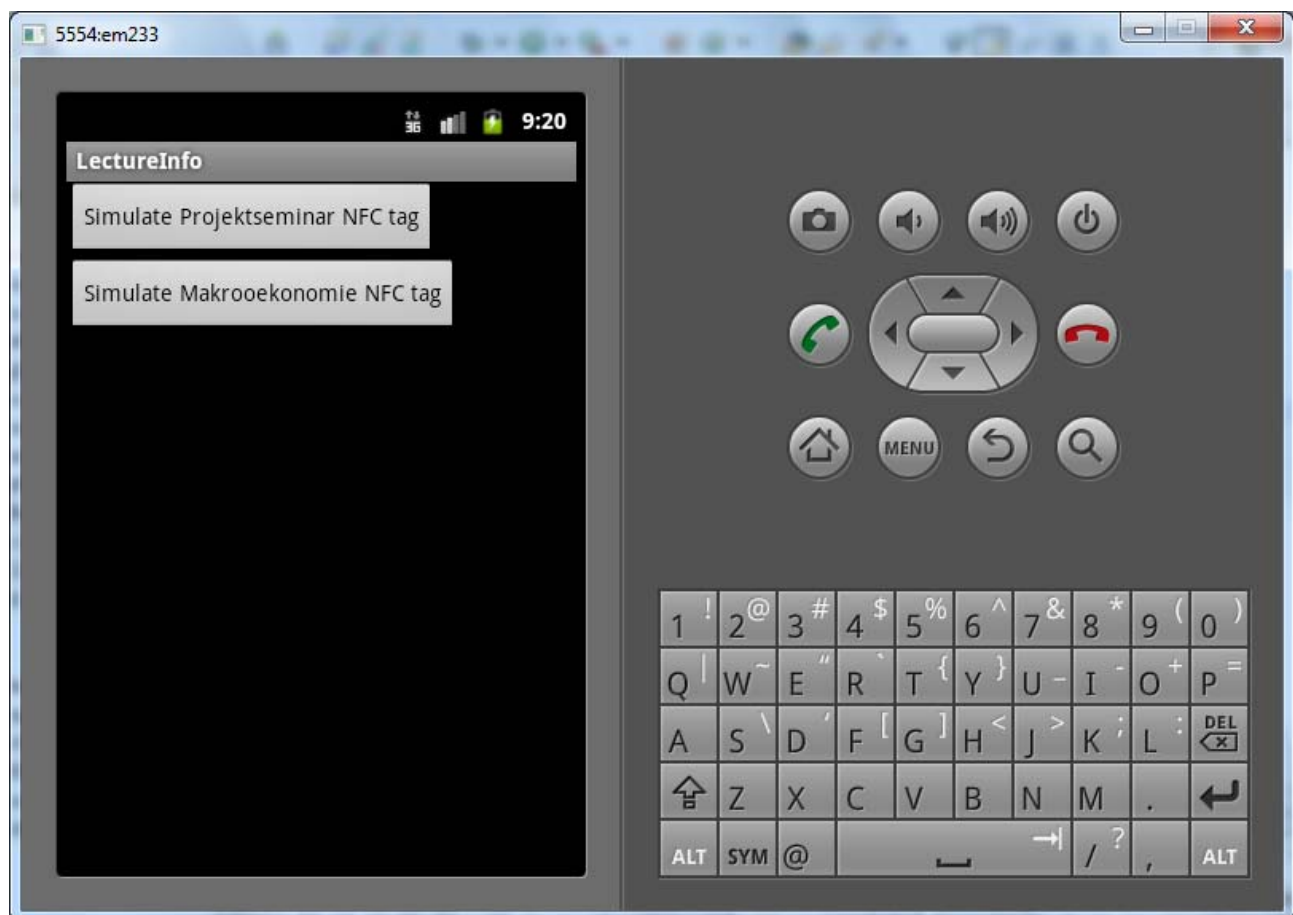 5554:em233
3G 9:20
LectureInfo
Simulate Projektseminar NFC tag
Simulate Makrooekonomie NFC tag
MENU
1 ! 2 @ 3 # 4 $ 5 % 6 ^ 7 & 8 * 9 ( 0 )
Q | W ~ E " R ` T { Y } U _ I - O + P =
A S \ D ' F [ G ] H < J > K ; L : DEL
Z X C V B N M .
ALT SYM @ / ? , ALT